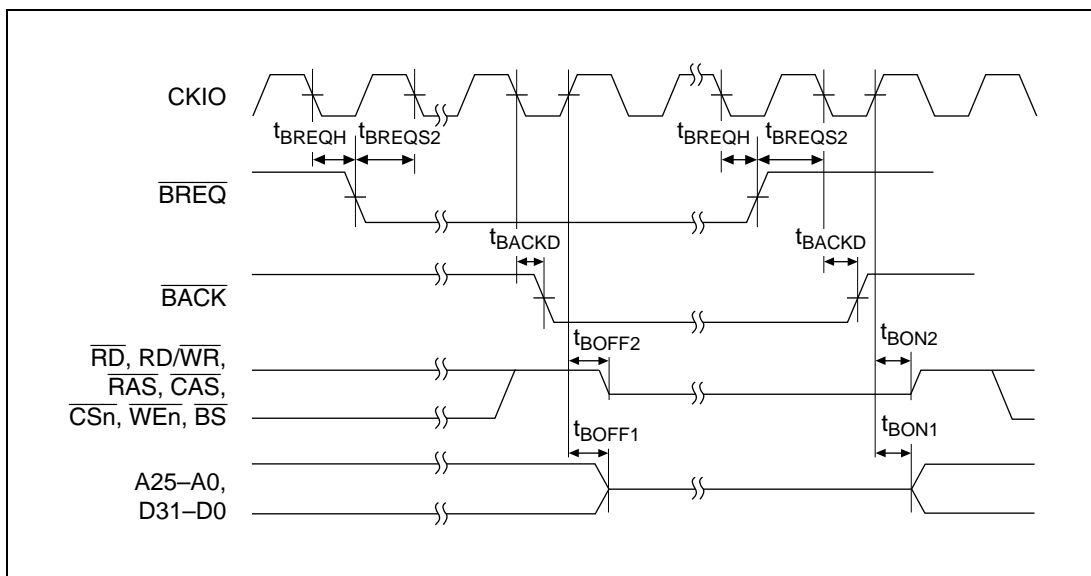 CKIO
tBREQH
tBREQS2
tBREQH
tBREQS2
BREQ
tBACKD
tBACKD
BACK
tBOFF2
tBON2
RD, RD/WR,
RAS, CAS,
CSn, WEn, BS
tBOFF1
tBON1
A25–A0,
D31–D0